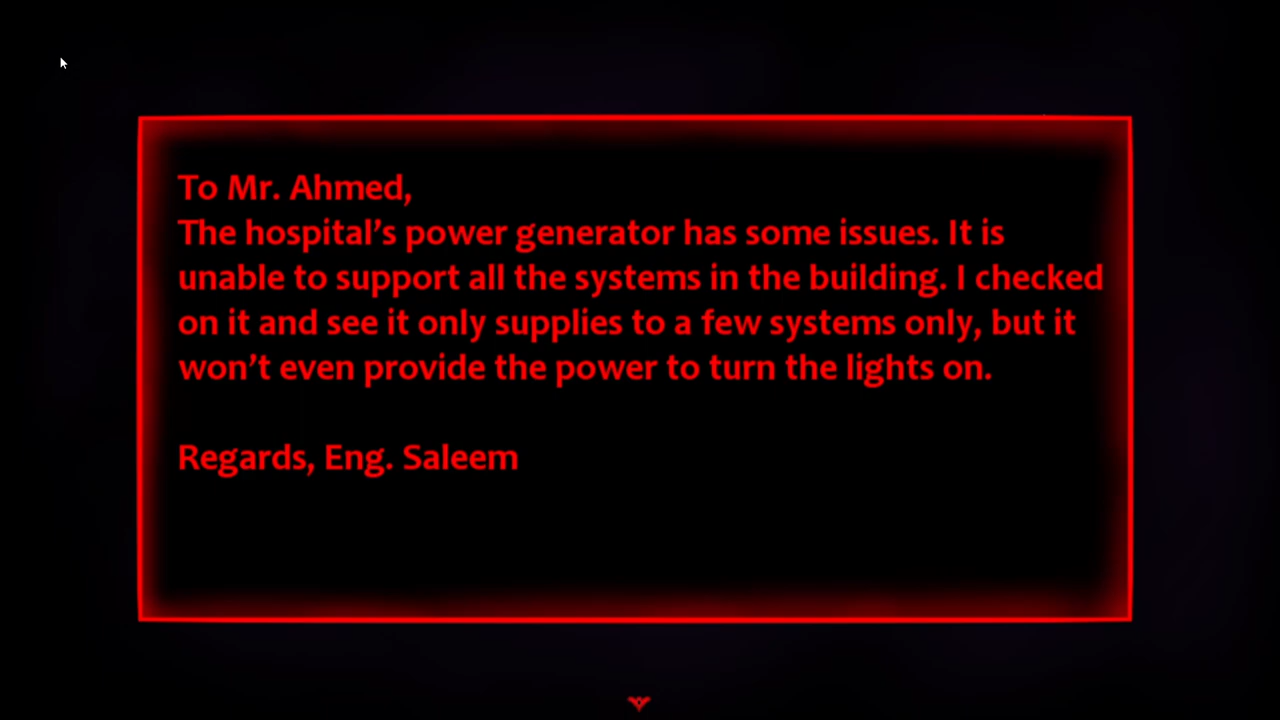 To Mr. Ahmed,
The hospital’s power generator has some issues. It is
unable to support all the systems in the building. I checked
on it and see it only supplies to a few systems only, but it
won’t even provide the power to turn the lights on.
Regards, Eng. Saleem